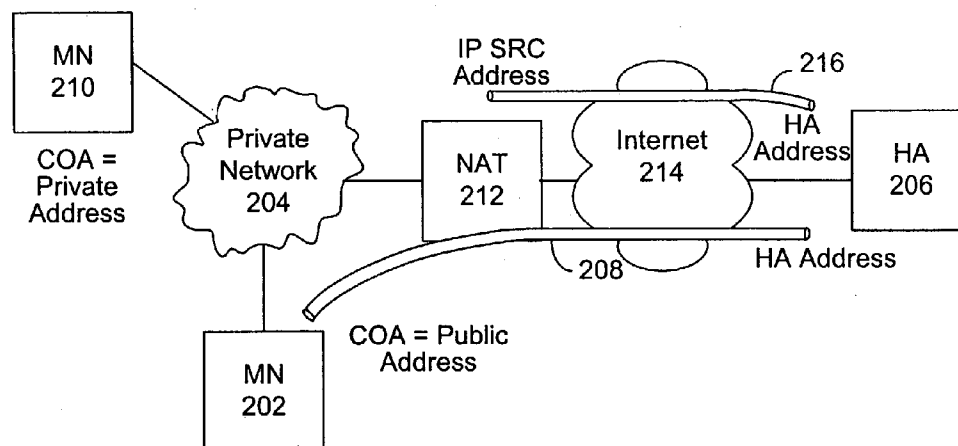 MN
210
COA =
Private
Address
Private
Network
204
IP SRC
Address
216
NAT
212
Internet
214
HA
Address
HA
206
208
HA Address
COA = Public
Address
MN
202